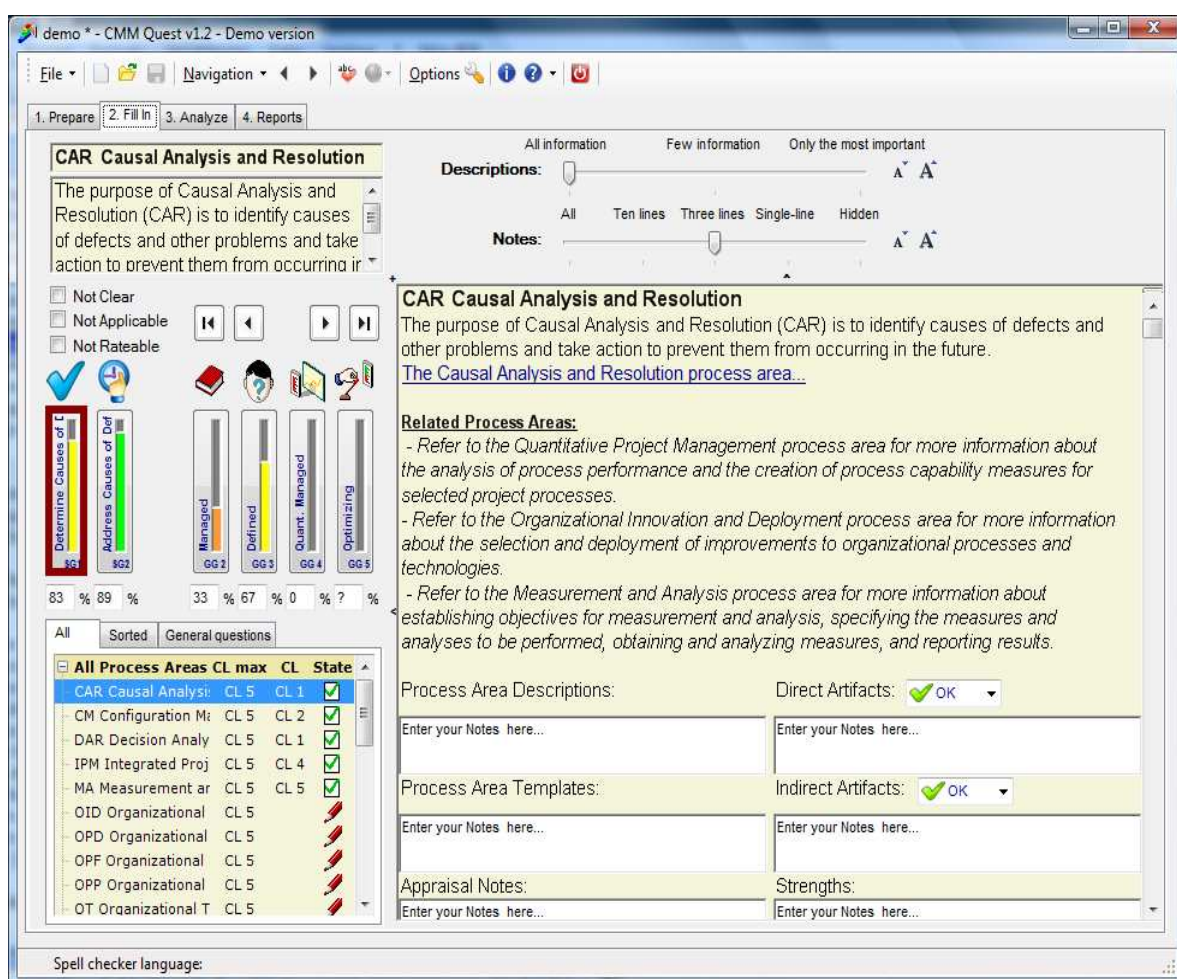 demo * - CMM Quest v1.2 - Demo version
File Navigation abc Options
1. Prepare 2. Fill In 3. Analyze 4. Reports
CAR Causal Analysis and Resolution
The purpose of Causal Analysis and
Resolution (CAR) is to identify causes
of defects and other problems and take
action to prevent them from occurring ir
Not Clear
Not Applicable
Not Rateable
Determine Causes of D
SG1
Address Causes of Def
SG2
Managed
GG 2
Defined
GG 3
Quant. Managed
GG 4
Optimizing
GG 5
83 % 89 % 33 % 67 % 0 % ? %
All Sorted General questions
All Process Areas CL max CL State
CAR Causal Analysi: CL 5 CL 1
CM Configuration Ma CL 5 CL 2
DAR Decision Analy CL 5 CL 1
IPM Integrated Proj CL 5 CL 4
MA Measurement ar CL 5 CL 5
OID Organizational CL 5
OPD Organizational CL 5
OPF Organizational CL 5
OPP Organizational CL 5
OT Organizational T CL 5
All information Few information Only the most important
Descriptions: A A
All Ten lines Three lines Single-line Hidden
Notes: A A
CAR Causal Analysis and Resolution
The purpose of Causal Analysis and Resolution (CAR) is to identify causes of defects and
other problems and take action to prevent them from occurring in the future.
The Causal Analysis and Resolution process area...
Related Process Areas:
- Refer to the Quantitative Project Management process area for more information about
the analysis of process performance and the creation of process capability measures for
selected project processes.
- Refer to the Organizational Innovation and Deployment process area for more information
about the selection and deployment of improvements to organizational processes and
technologies.
- Refer to the Measurement and Analysis process area for more information about
establishing objectives for measurement and analysis, specifying the measures and
analyses to be performed, obtaining and analyzing measures, and reporting results.
Process Area Descriptions: Direct Artifacts: OK
Enter your Notes here... Enter your Notes here...
Process Area Templates: Indirect Artifacts: OK
Enter your Notes here... Enter your Notes here...
Appraisal Notes: Strengths:
Enter your Notes here... Enter your Notes here...
Spell checker language: